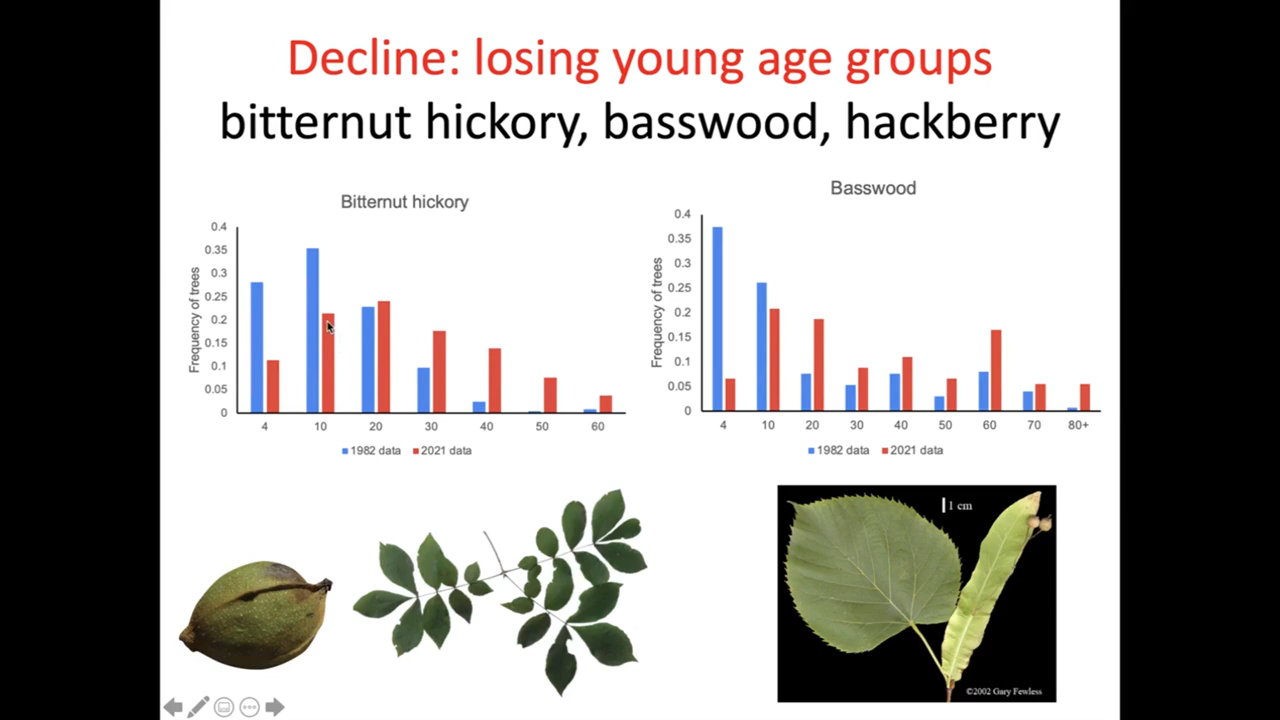 Decline: losing young age groups
bitternut hickory, basswood, hackberry
Bitternut hickory
Frequency of trees
0.4
0.35
0.3
0.25
0.2
0.15
0.1
0.05
0
4 10 20 30 40 50 60
1982 data 2021 data
Basswood
Frequency of trees
0.4
0.35
0.3
0.25
0.2
0.15
0.1
0.05
0
4 10 20 30 40 50 60 70 80+
1982 data 2021 data
1 cm
©2002 Gary Fewless